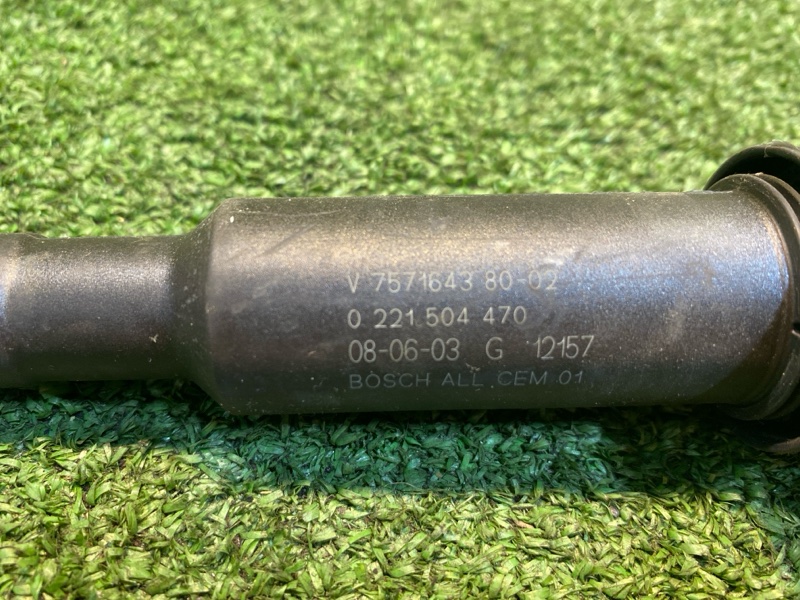 V 7571643 80-02
0 221 504 470
08-06-03 G 12157
BOSCH ALL CEM 01